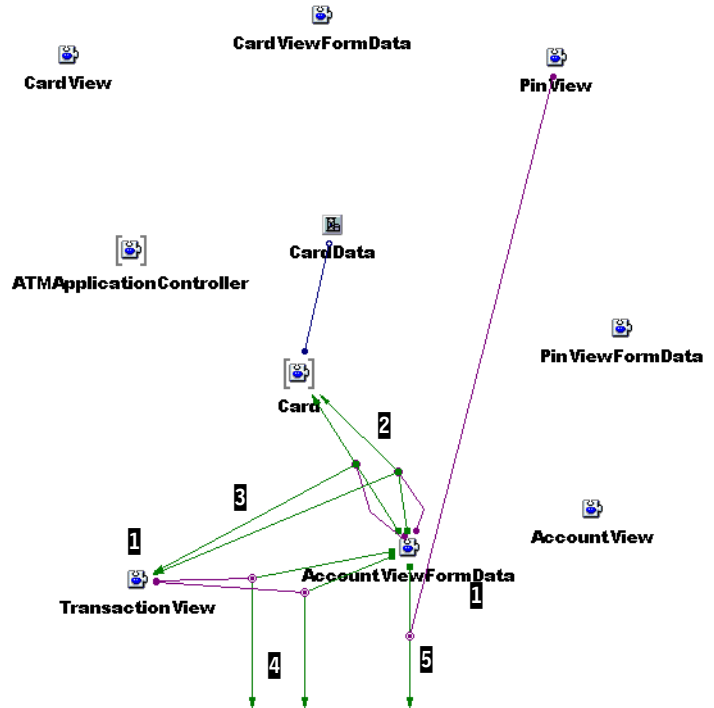 CardViewFormData
CardView
PinView
CardData
ATMApplicationController
PinViewFormData
Card
2
3
AccountView
1
AccountViewFormData
1
TransactionView
4
5